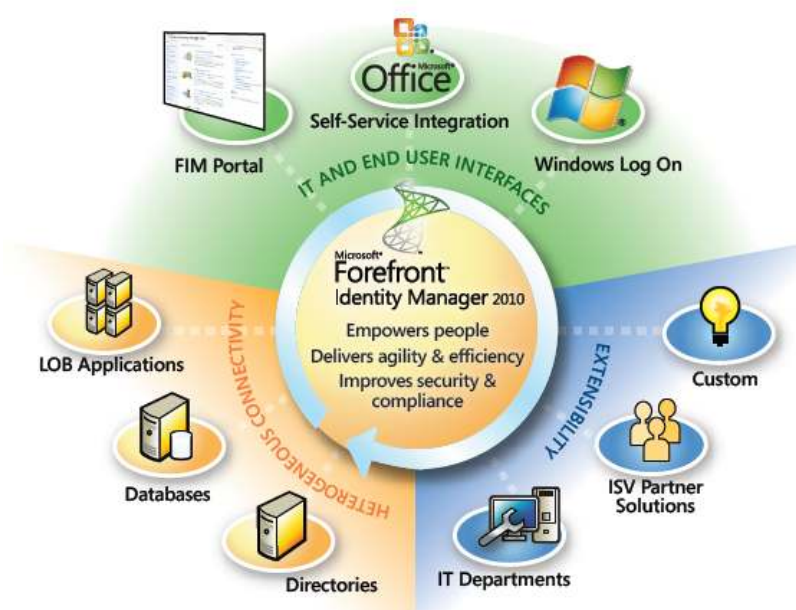 Microsoft®
Office
Self-Service Integration
FIM Portal
Windows Log On
IT AND END USER INTERFACES
Microsoft®
Forefront™
Identity Manager 2010
Empowers people
Delivers agility & efficiency
Improves security &
compliance
HETEROGENEOUS CONNECTIVITY
LOB Applications
Databases
Directories
EXTENSIBILITY
Custom
ISV Partner
Solutions
IT Departments